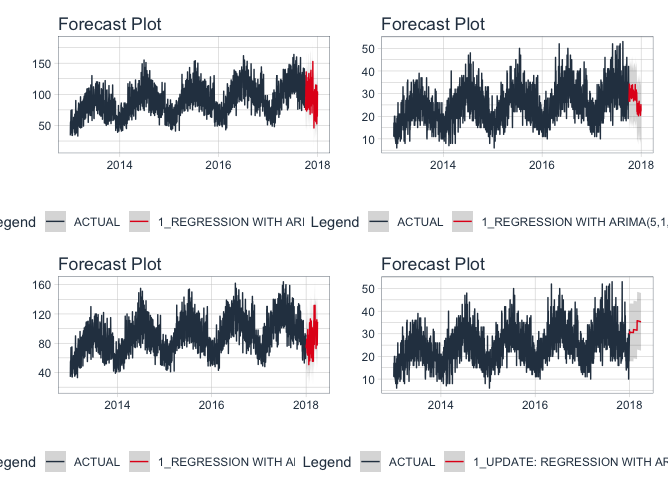 Forecast Plot
150
100
50
2014 2016 2018
egend ACTUAL 1_REGRESSION WITH ARI
Forecast Plot
50
40
30
20
10
2014 2016 2018
Legend ACTUAL 1_REGRESSION WITH ARIMA(5,1,
Forecast Plot
160
120
80
40
2014 2016 2018
egend ACTUAL 1_REGRESSION WITH AI
Forecast Plot
50
40
30
20
10
2014 2016 2018
Legend ACTUAL 1_UPDATE: REGRESSION WITH AR